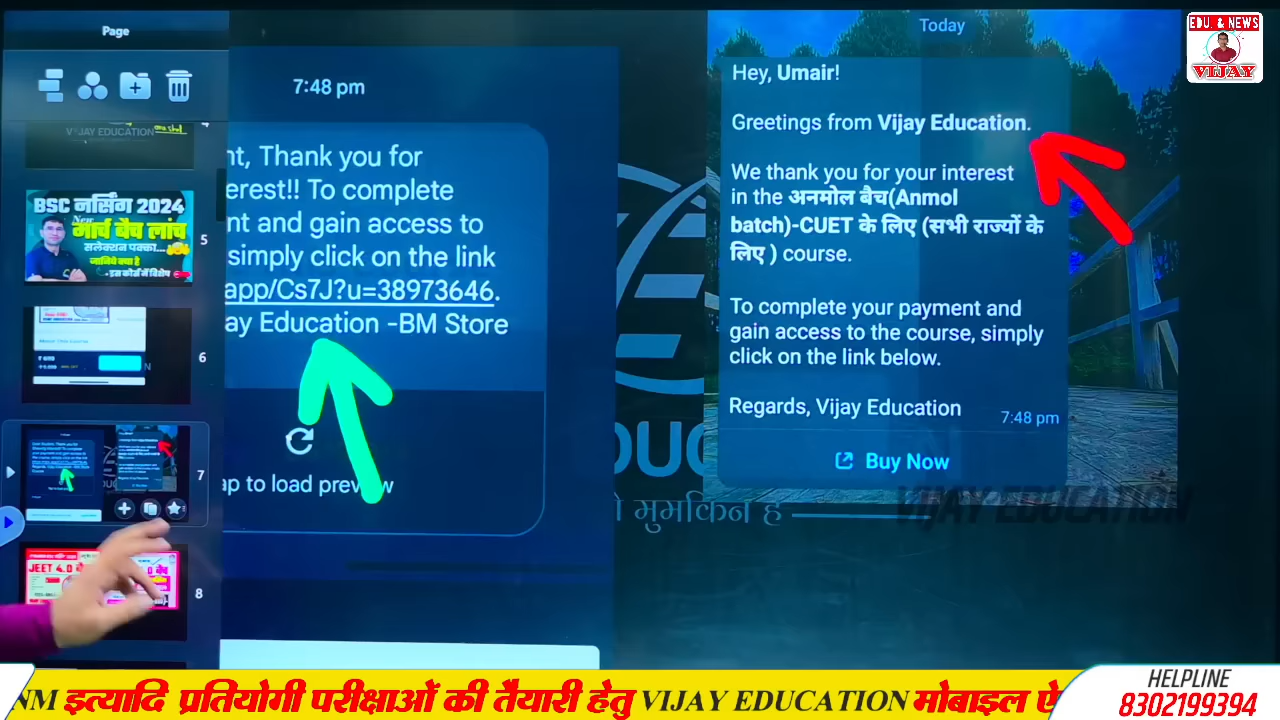 Page
5
BSC नर्सिंग 2024
New
मार्च बैच लांच
सलेक्शन पक्का...
जानिये क्या है
इस कोर्स में विशेष
6
7
8
JEET 4.0
7:48 pm
nt, Thank you for
erest!! To complete
nt and gain access to
simply click on the link
app/Cs7J?u=38973646.
ay Education -BM Store
ap to load preview
Today
Hey, Umair!
Greetings from Vijay Education.
We thank you for your interest
in the अनमोल बैच(Anmol
batch)-CUET के लिए (सभी राज्यों के
लिए ) course.
To complete your payment and
gain access to the course, simply
click on the link below.
Regards, Vijay Education
7:48 pm
Buy Now
DUC
मुमकिन है
VIJAY EDUCATION
EDU. & NEWS
VIJAY
NM इत्यादि प्रतियोगी परीक्षाओं की तैयारी हेतु VIJAY EDUCATION मोबाइल ऐ
HELPLINE
8302199394